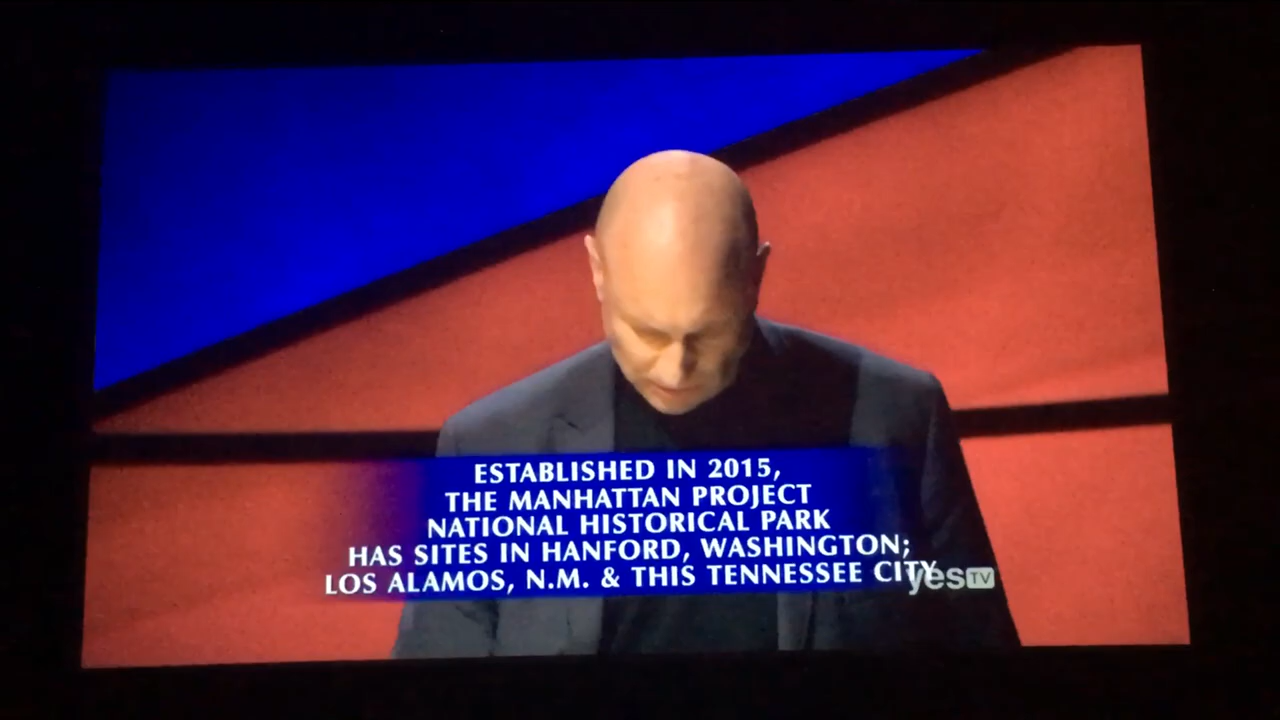 ESTABLISHED IN 2015,
THE MANHATTAN PROJECT
NATIONAL HISTORICAL PARK
HAS SITES IN HANFORD, WASHINGTON;
LOS ALAMOS, N.M. & THIS TENNESSEE CITY
yes TV